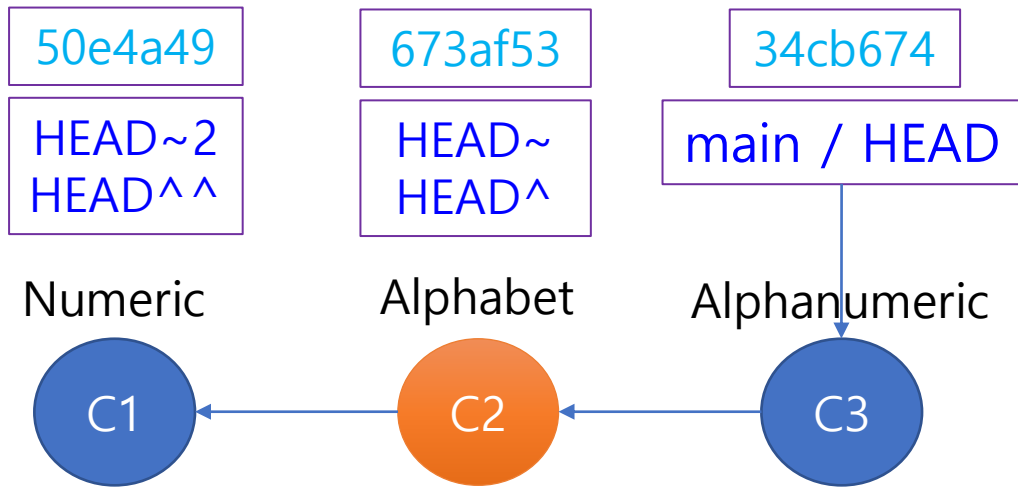 50e4a49
673af53
34cb674
HEAD~2
HEAD^^
HEAD~
HEAD^
main / HEAD
Numeric
Alphabet
Alphanumeric
C1
C2
C3